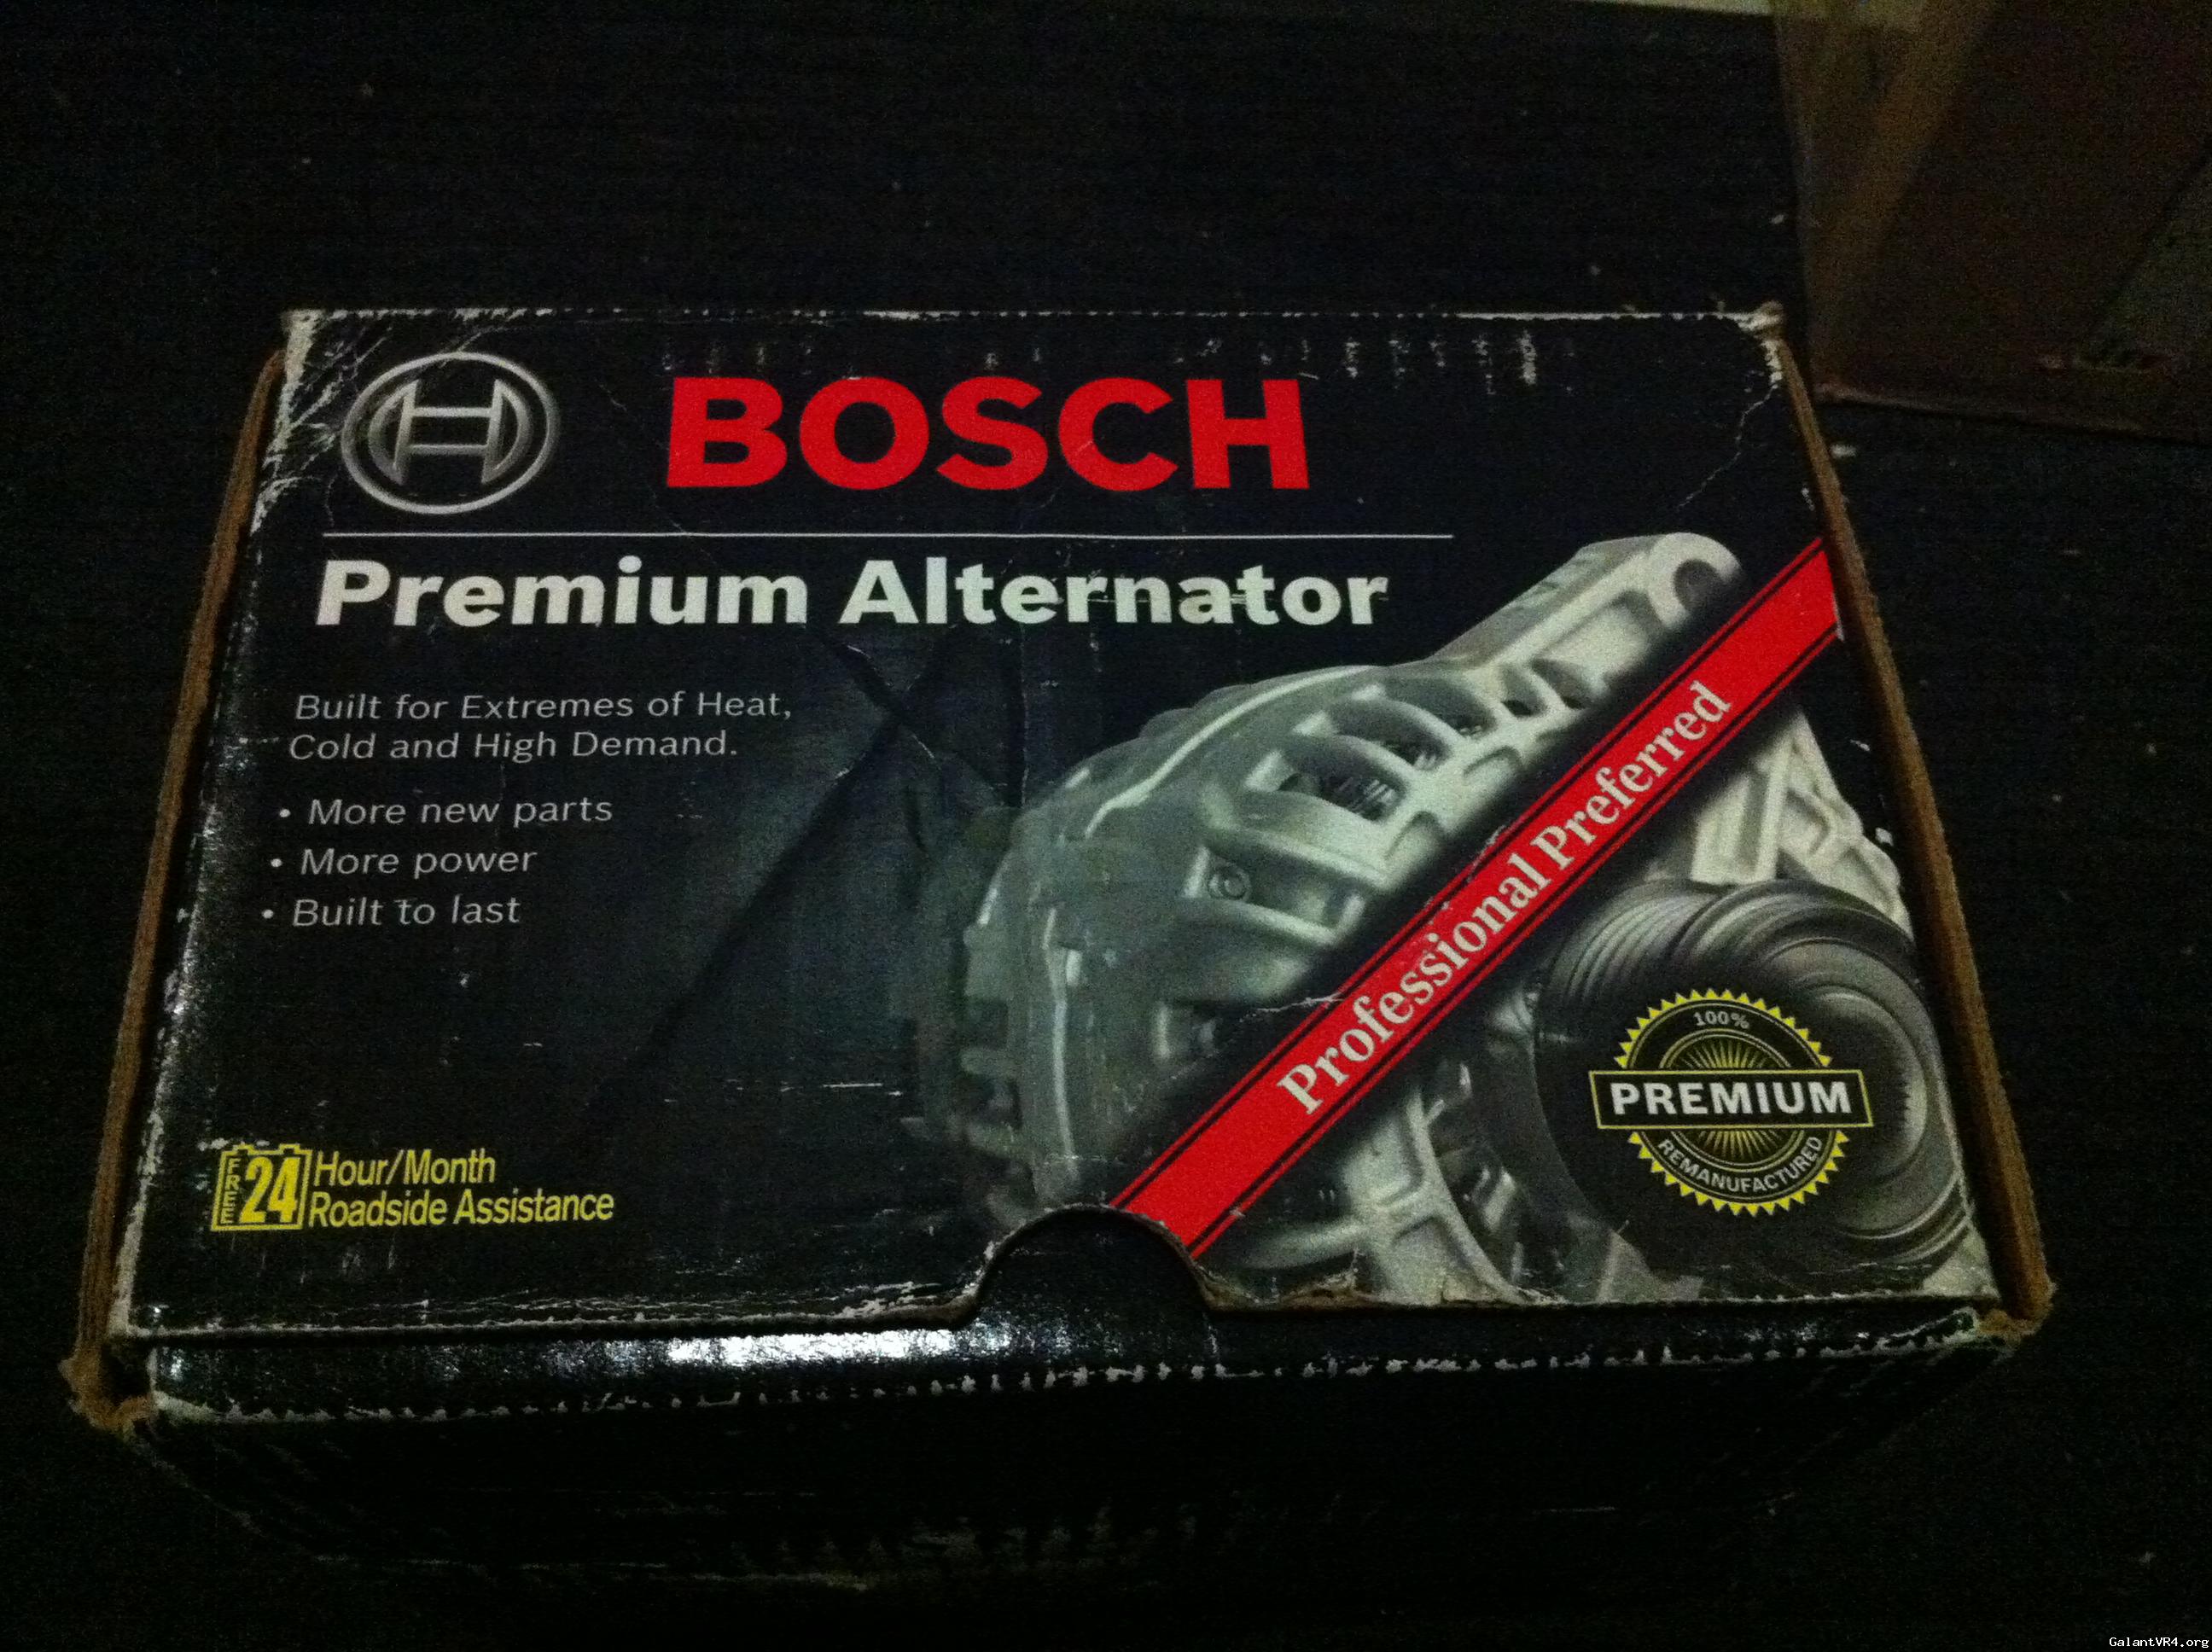 BOSCH
Premium Alternator
Built for Extremes of Heat,
Cold and High Demand.
• More new parts
• More power
• Built to last
Professional Preferred
100%
PREMIUM
REMANUFACTURED
FREE
24
Hour/Month
Roadside Assistance
GalantVR4.org